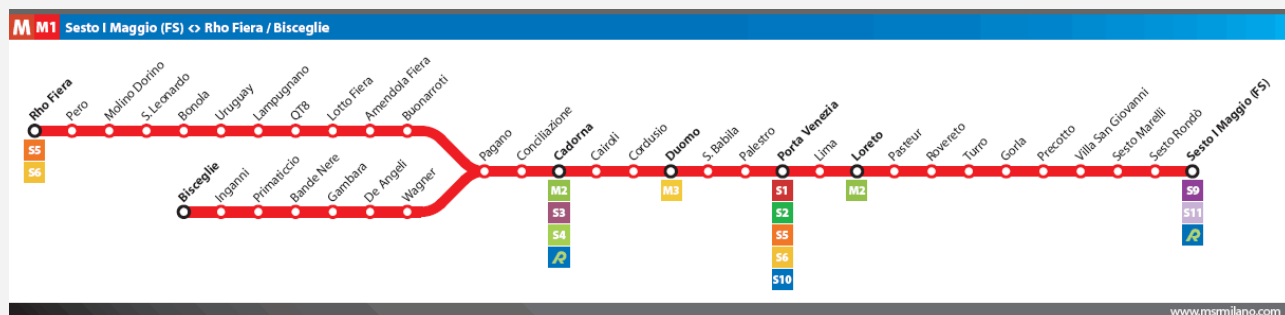 M M1 Sesto I Maggio (FS) <> Rho Fiera / Bisceglie
Rho Fiera
Pero
Molino Dorino
S.Leonardo
Bonola
Uruguay
Lampugnano
QT8
Lotto Fiera
Amendola Fiera
Buonarroti
Bisceglie
Inganni
Primaticcio
Bande Nere
Gambara
De Angeli
Wagner
Pagano
Conciliazione
Cadorna
Cairoli
Cordusio
Duomo
S. Babila
Palestro
Porta Venezia
Lima
Loreto
Pasteur
Rovereto
Turro
Gorla
Precotto
Villa San Giovanni
Sesto Marelli
Sesto Rondò
Sesto I Maggio (FS)
S5
S6
M2
S3
S4
R
M3
S1
S2
S5
S6
S10
M2
S9
S11
R
www.msrmilano.com